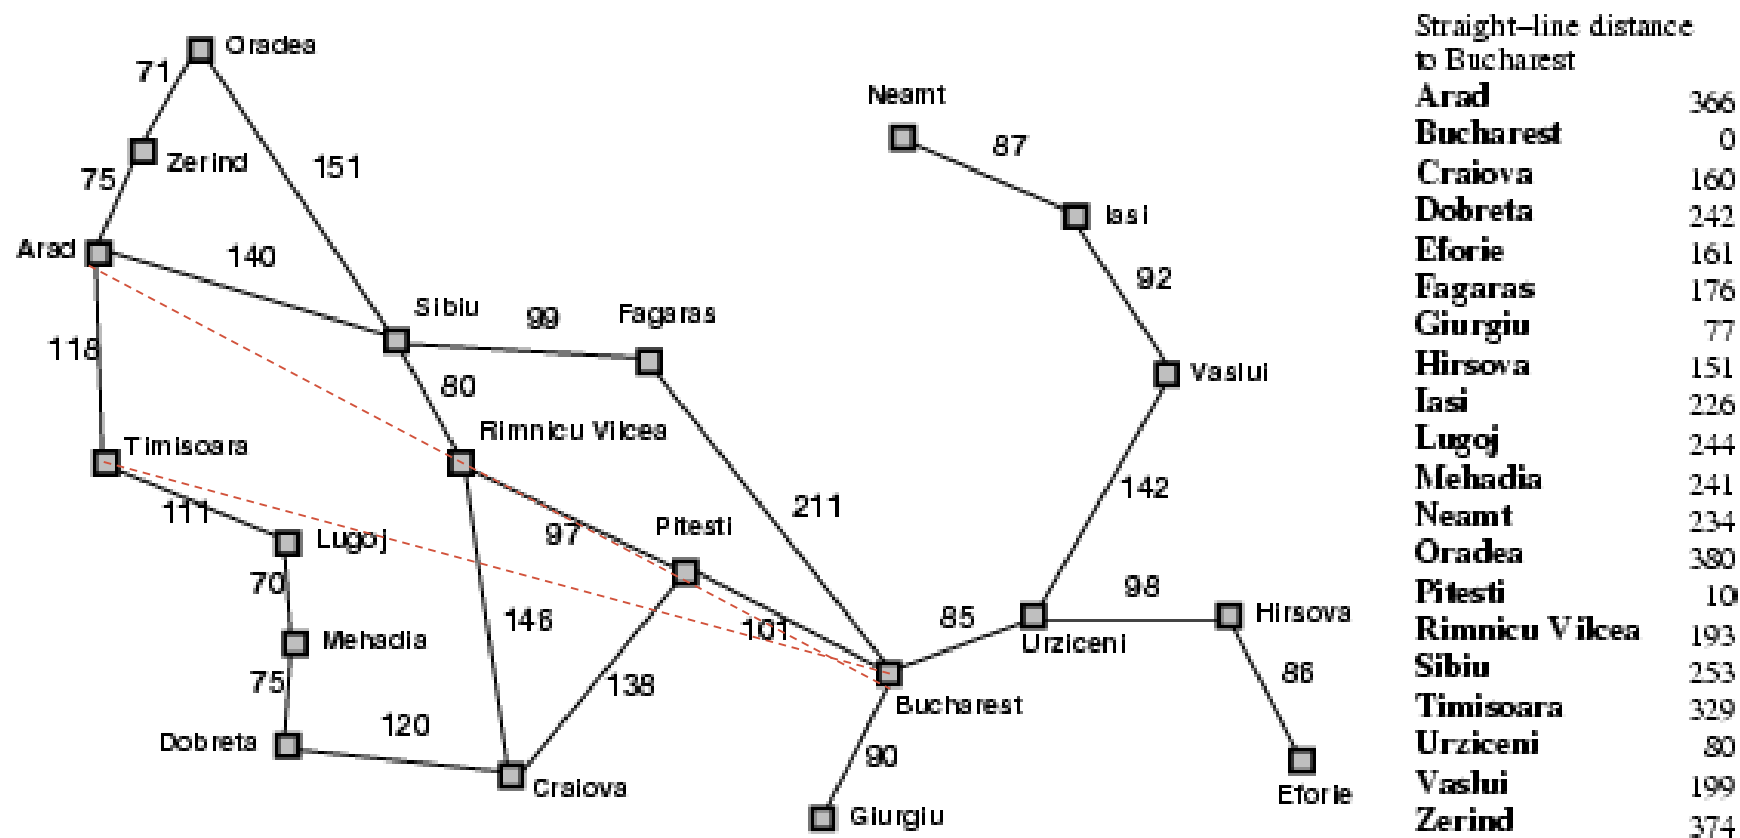 Oradea
71
Neamt
87
Zerind
151
75
Iasi
Arad
140
92
Sibiu
99
Fagaras
118
80
Vaslui
Rimnicu Vilcea
Timisoara
142
111
211
Pitesti
97
Lugoj
70
98
Hirsova
146
101
85
Urziceni
Mehadia
86
75
138
Bucharest
120
Dobreta
90
Eforie
Craiova
Giurgiu
Straight–line distance
to Bucharest
Arad 366
Bucharest 0
Craiova 160
Dobreta 242
Eforie 161
Fagaras 176
Giurgiu 77
Hirsova 151
Iasi 226
Lugoj 244
Mehadia 241
Neamt 234
Oradea 380
Pitesti 10
Rimnicu Vilcea 193
Sibiu 253
Timisoara 329
Urziceni 80
Vaslui 199
Zerind 374